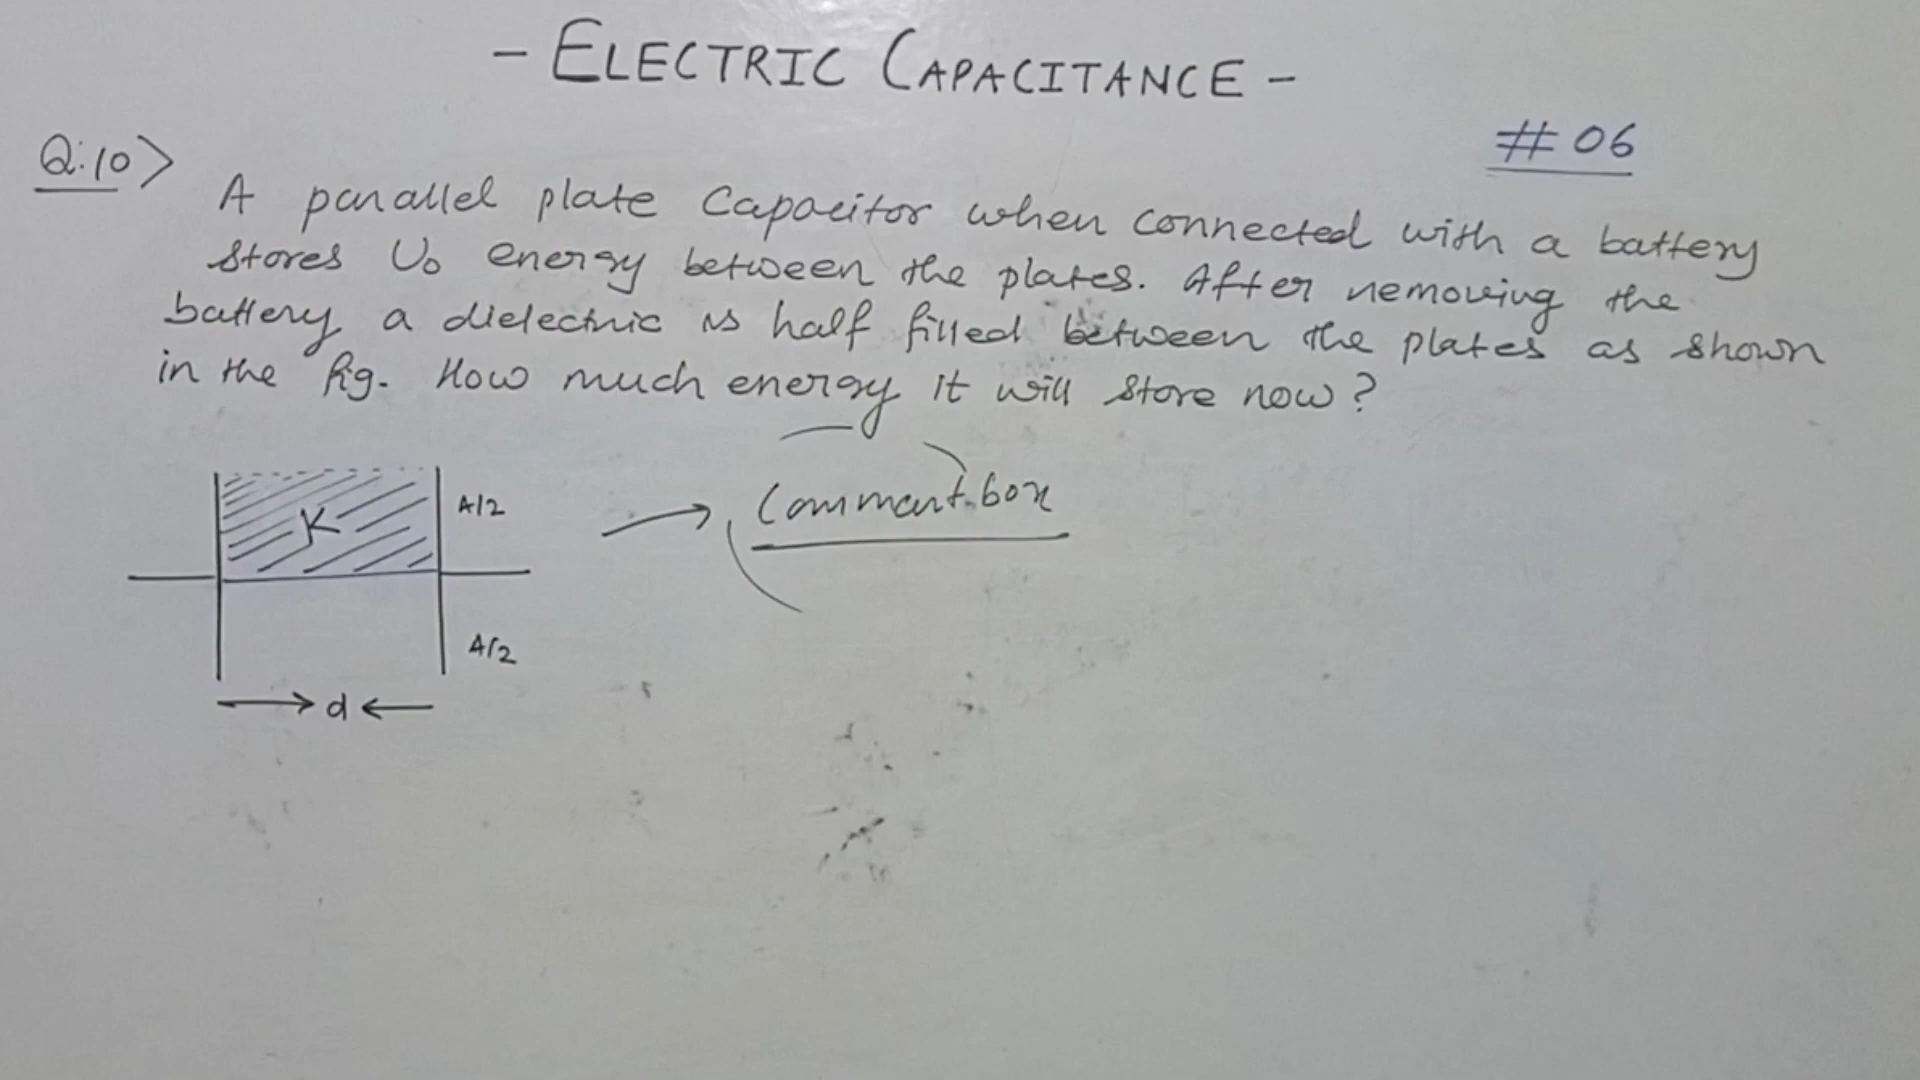 - ELECTRIC CAPACITANCE -
# 06
Q:10>
A parallel plate Capacitor when connected with a battery
stores U₀ energy between the plates. After removing the
battery a dielectric is half filled between the plates as shown
in the fig. How much energy it will store now?
K
A/2
Comment box
A/2
d